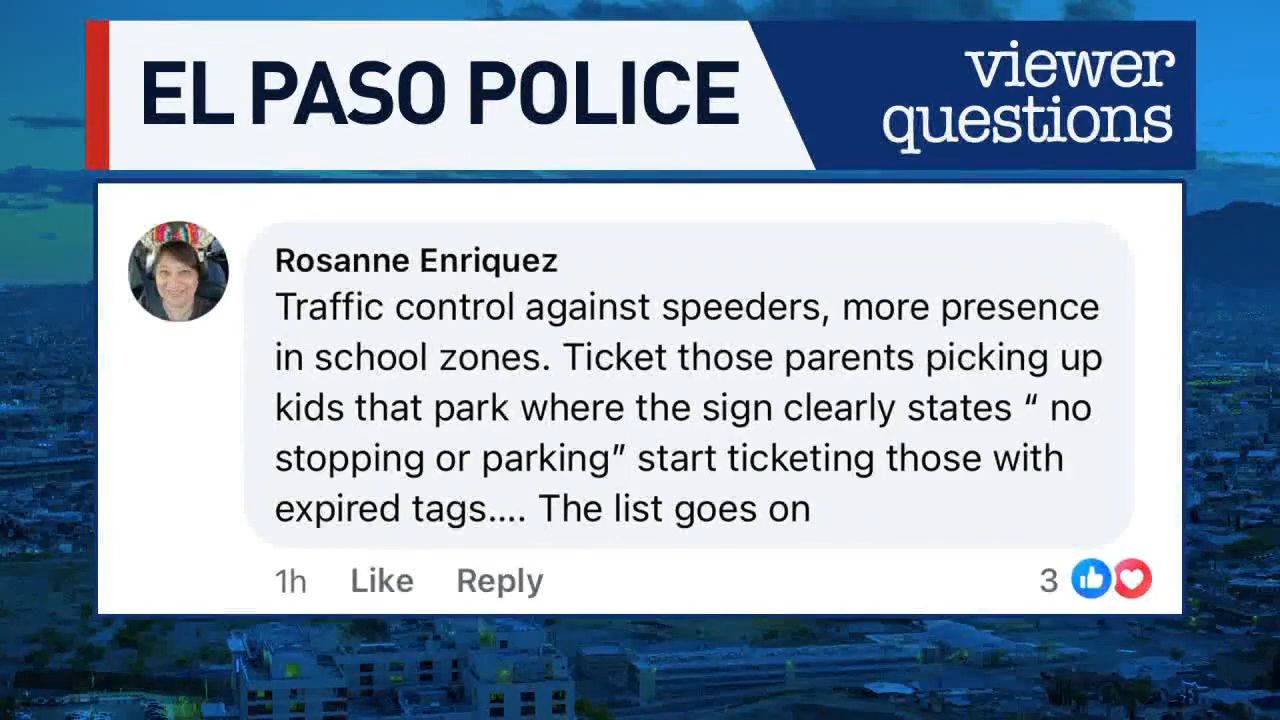 EL PASO POLICE
viewer
questions
Rosanne Enriquez
Traffic control against speeders, more presence
in school zones. Ticket those parents picking up
kids that park where the sign clearly states “ no
stopping or parking” start ticketing those with
expired tags.... The list goes on
1h Like Reply 3